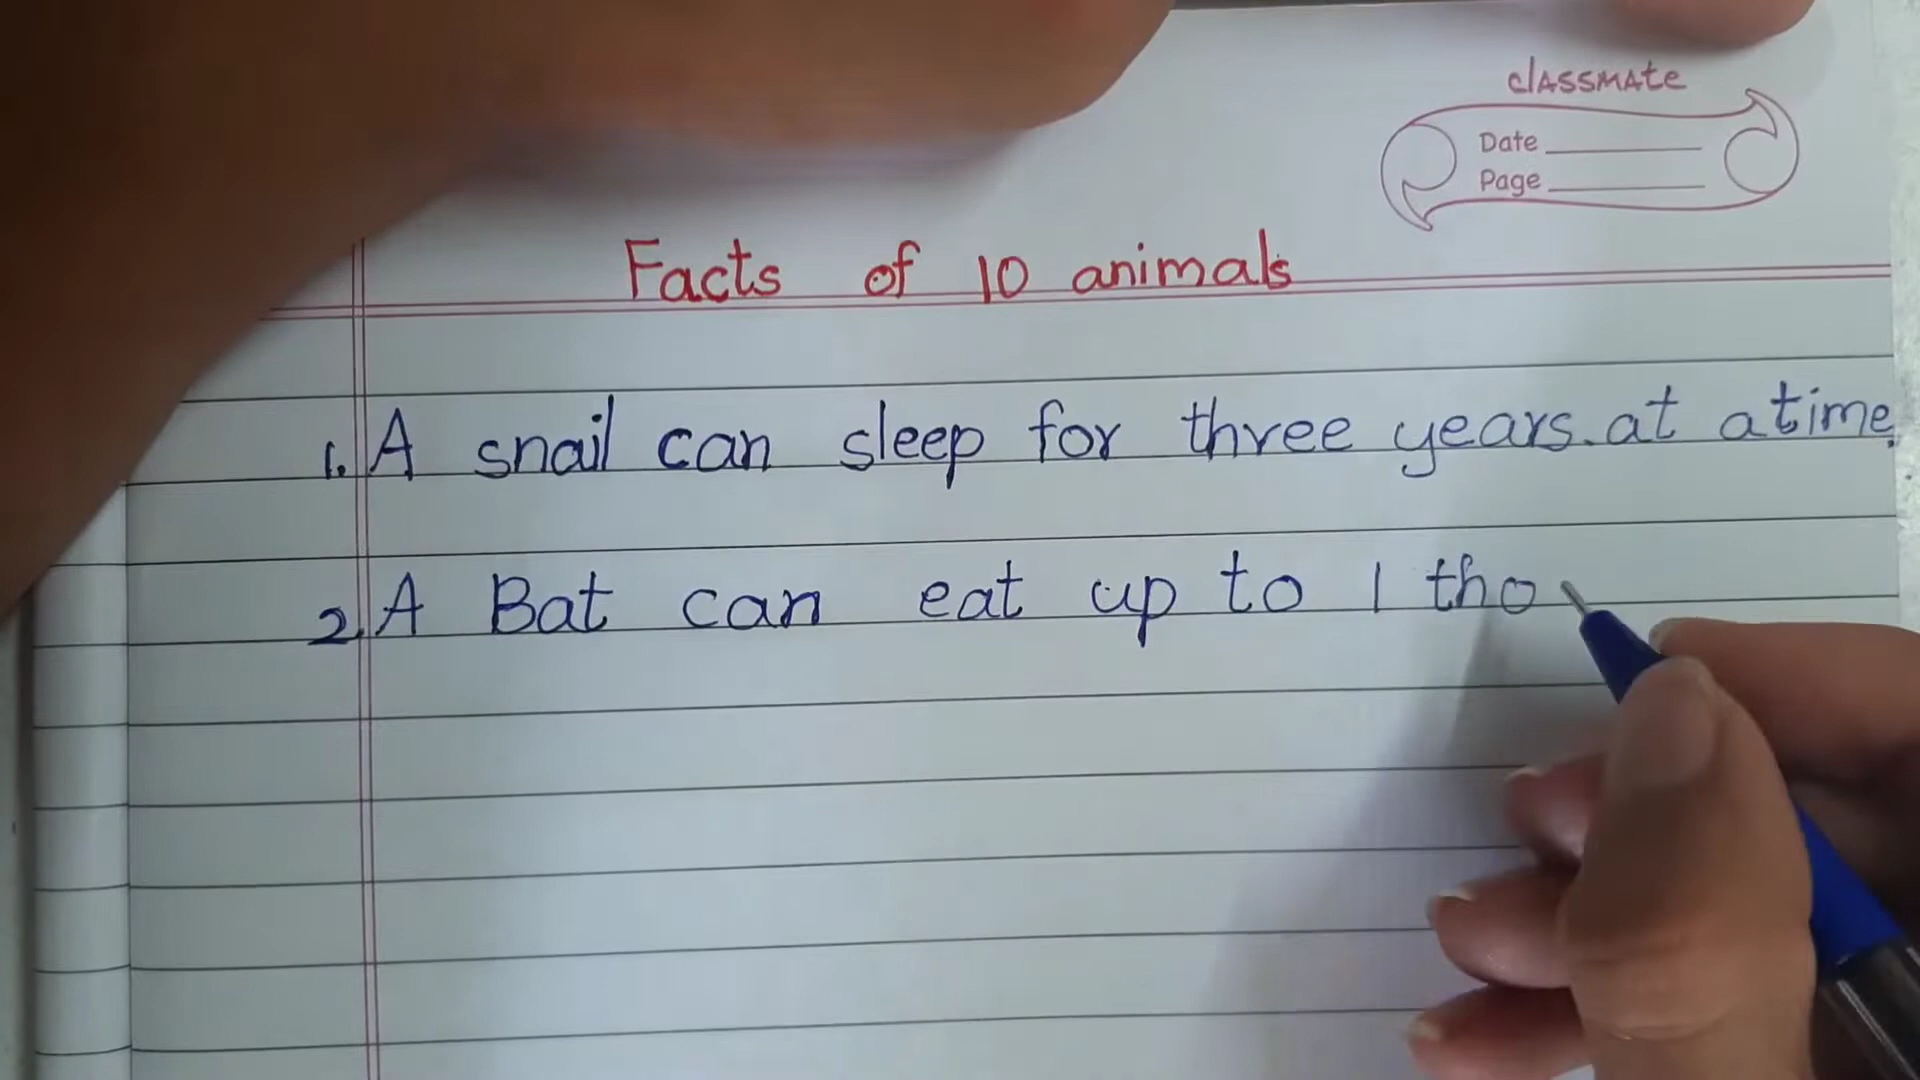 classmate
Date
Page
Facts of 10 animals
1. A snail can sleep for three years. at a time.
2. A Bat can eat up to 1 tho